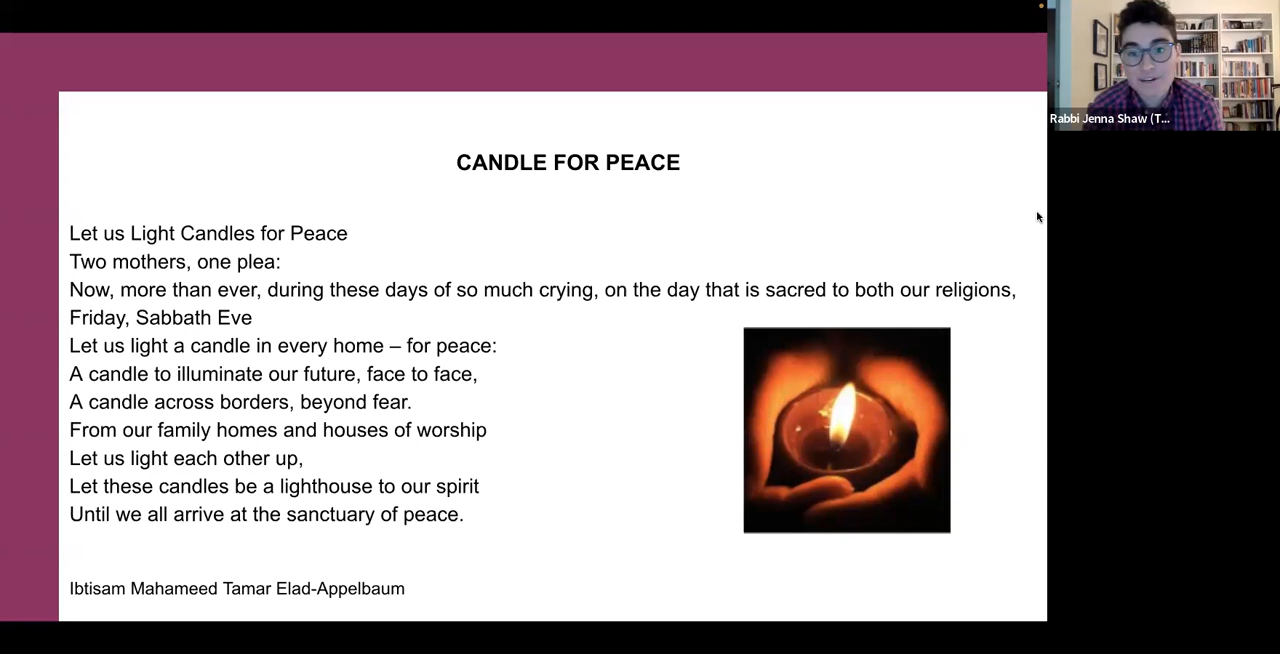 CANDLE FOR PEACE
Let us Light Candles for Peace
Two mothers, one plea:
Now, more than ever, during these days of so much crying, on the day that is sacred to both our religions,
Friday, Sabbath Eve
Let us light a candle in every home – for peace:
A candle to illuminate our future, face to face,
A candle across borders, beyond fear.
From our family homes and houses of worship
Let us light each other up,
Let these candles be a lighthouse to our spirit
Until we all arrive at the sanctuary of peace.
Ibtisam Mahameed Tamar Elad-Appelbaum
Rabbi Jenna Shaw (T...